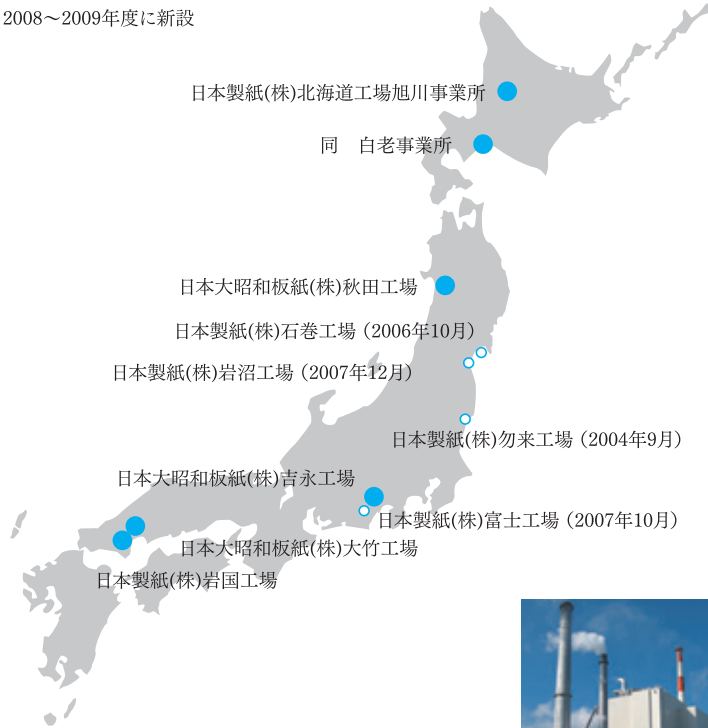 2008～2009年度に新設
日本製紙(株)北海道工場旭川事業所
同　白老事業所
日本大昭和板紙(株)秋田工場
日本製紙(株)石巻工場（2006年10月）
日本製紙(株)岩沼工場（2007年12月）
日本製紙(株)勿来工場（2004年9月）
日本大昭和板紙(株)吉永工場
日本製紙(株)富士工場（2007年10月）
日本大昭和板紙(株)大竹工場
日本製紙(株)岩国工場